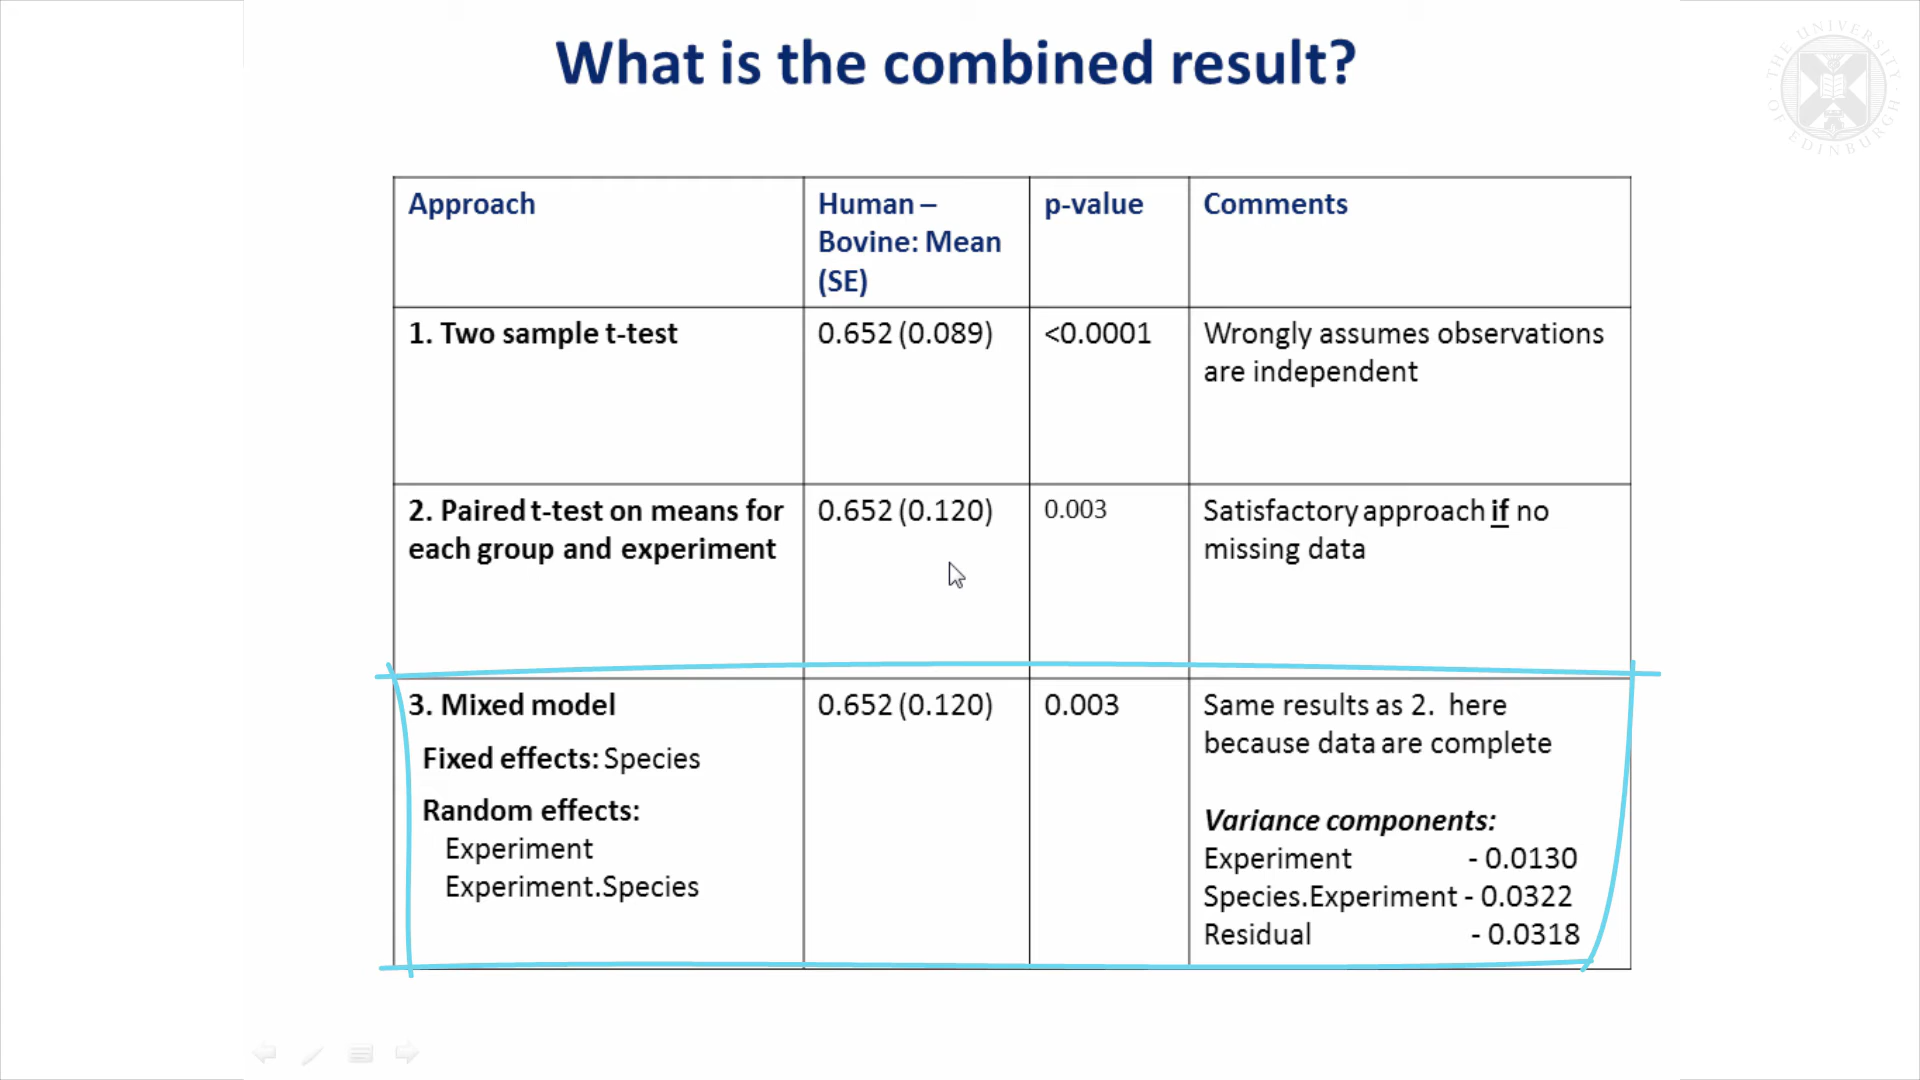 What is the combined result?
THE UNIVERSITY OF EDINBURGH
Approach
Human –
Bovine: Mean
(SE)
p-value
Comments
1. Two sample t-test
0.652 (0.089)
<0.0001
Wrongly assumes observations
are independent
2. Paired t-test on means for
each group and experiment
0.652 (0.120)
0.003
Satisfactory approach if no
missing data
3. Mixed model
Fixed effects: Species
Random effects:
Experiment
Experiment.Species
0.652 (0.120)
0.003
Same results as 2. here
because data are complete
Variance components:
Experiment - 0.0130
Species.Experiment - 0.0322
Residual - 0.0318